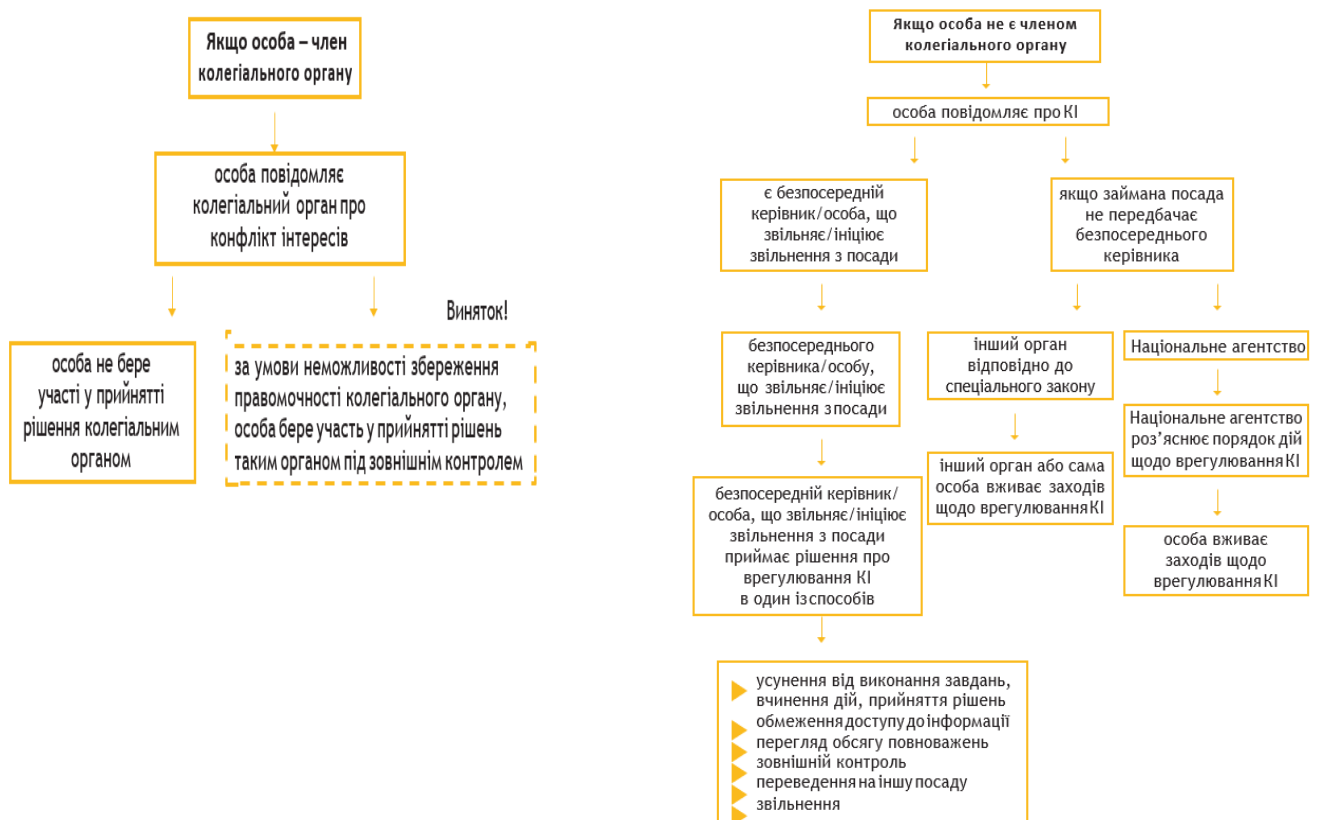 Якщо особа – член
колегіального органу
особа повідомляє
колегіальний орган про
конфлікт інтересів
Виняток!
особа не бере
участі у прийнятті
рішення колегіальним
органом
за умови неможливості збереження
правомочності колегіального органу,
особа бере участь у прийнятті рішень
таким органом під зовнішнім контролем
Якщо особа не є членом
колегіального органу
особа повідомляє про КІ
є безпосередній
керівник/особа, що
звільняє/ініціює
звільнення з посади
якщо займана посада
не передбачає
безпосереднього
керівника
безпосереднього
керівника/особу,
що звільняє/ініціює
звільнення з посади
інший орган
відповідно до
спеціального закону
Національне агентство
безпосередній керівник/
особа, що звільняє/ініціює
звільнення з посади
приймає рішення про
врегулювання КІ
в один із способів
інший орган або сама
особа вживає заходів
щодо врегулювання КІ
Національне агентство
роз’яснює порядок дій
щодо врегулювання КІ
особа вживає
заходів щодо
врегулювання КІ
усунення від виконання завдань,
вчинення дій, прийняття рішень
обмеження доступу до інформації
перегляд обсягу повноважень
зовнішній контроль
переведення на іншу посаду
звільнення